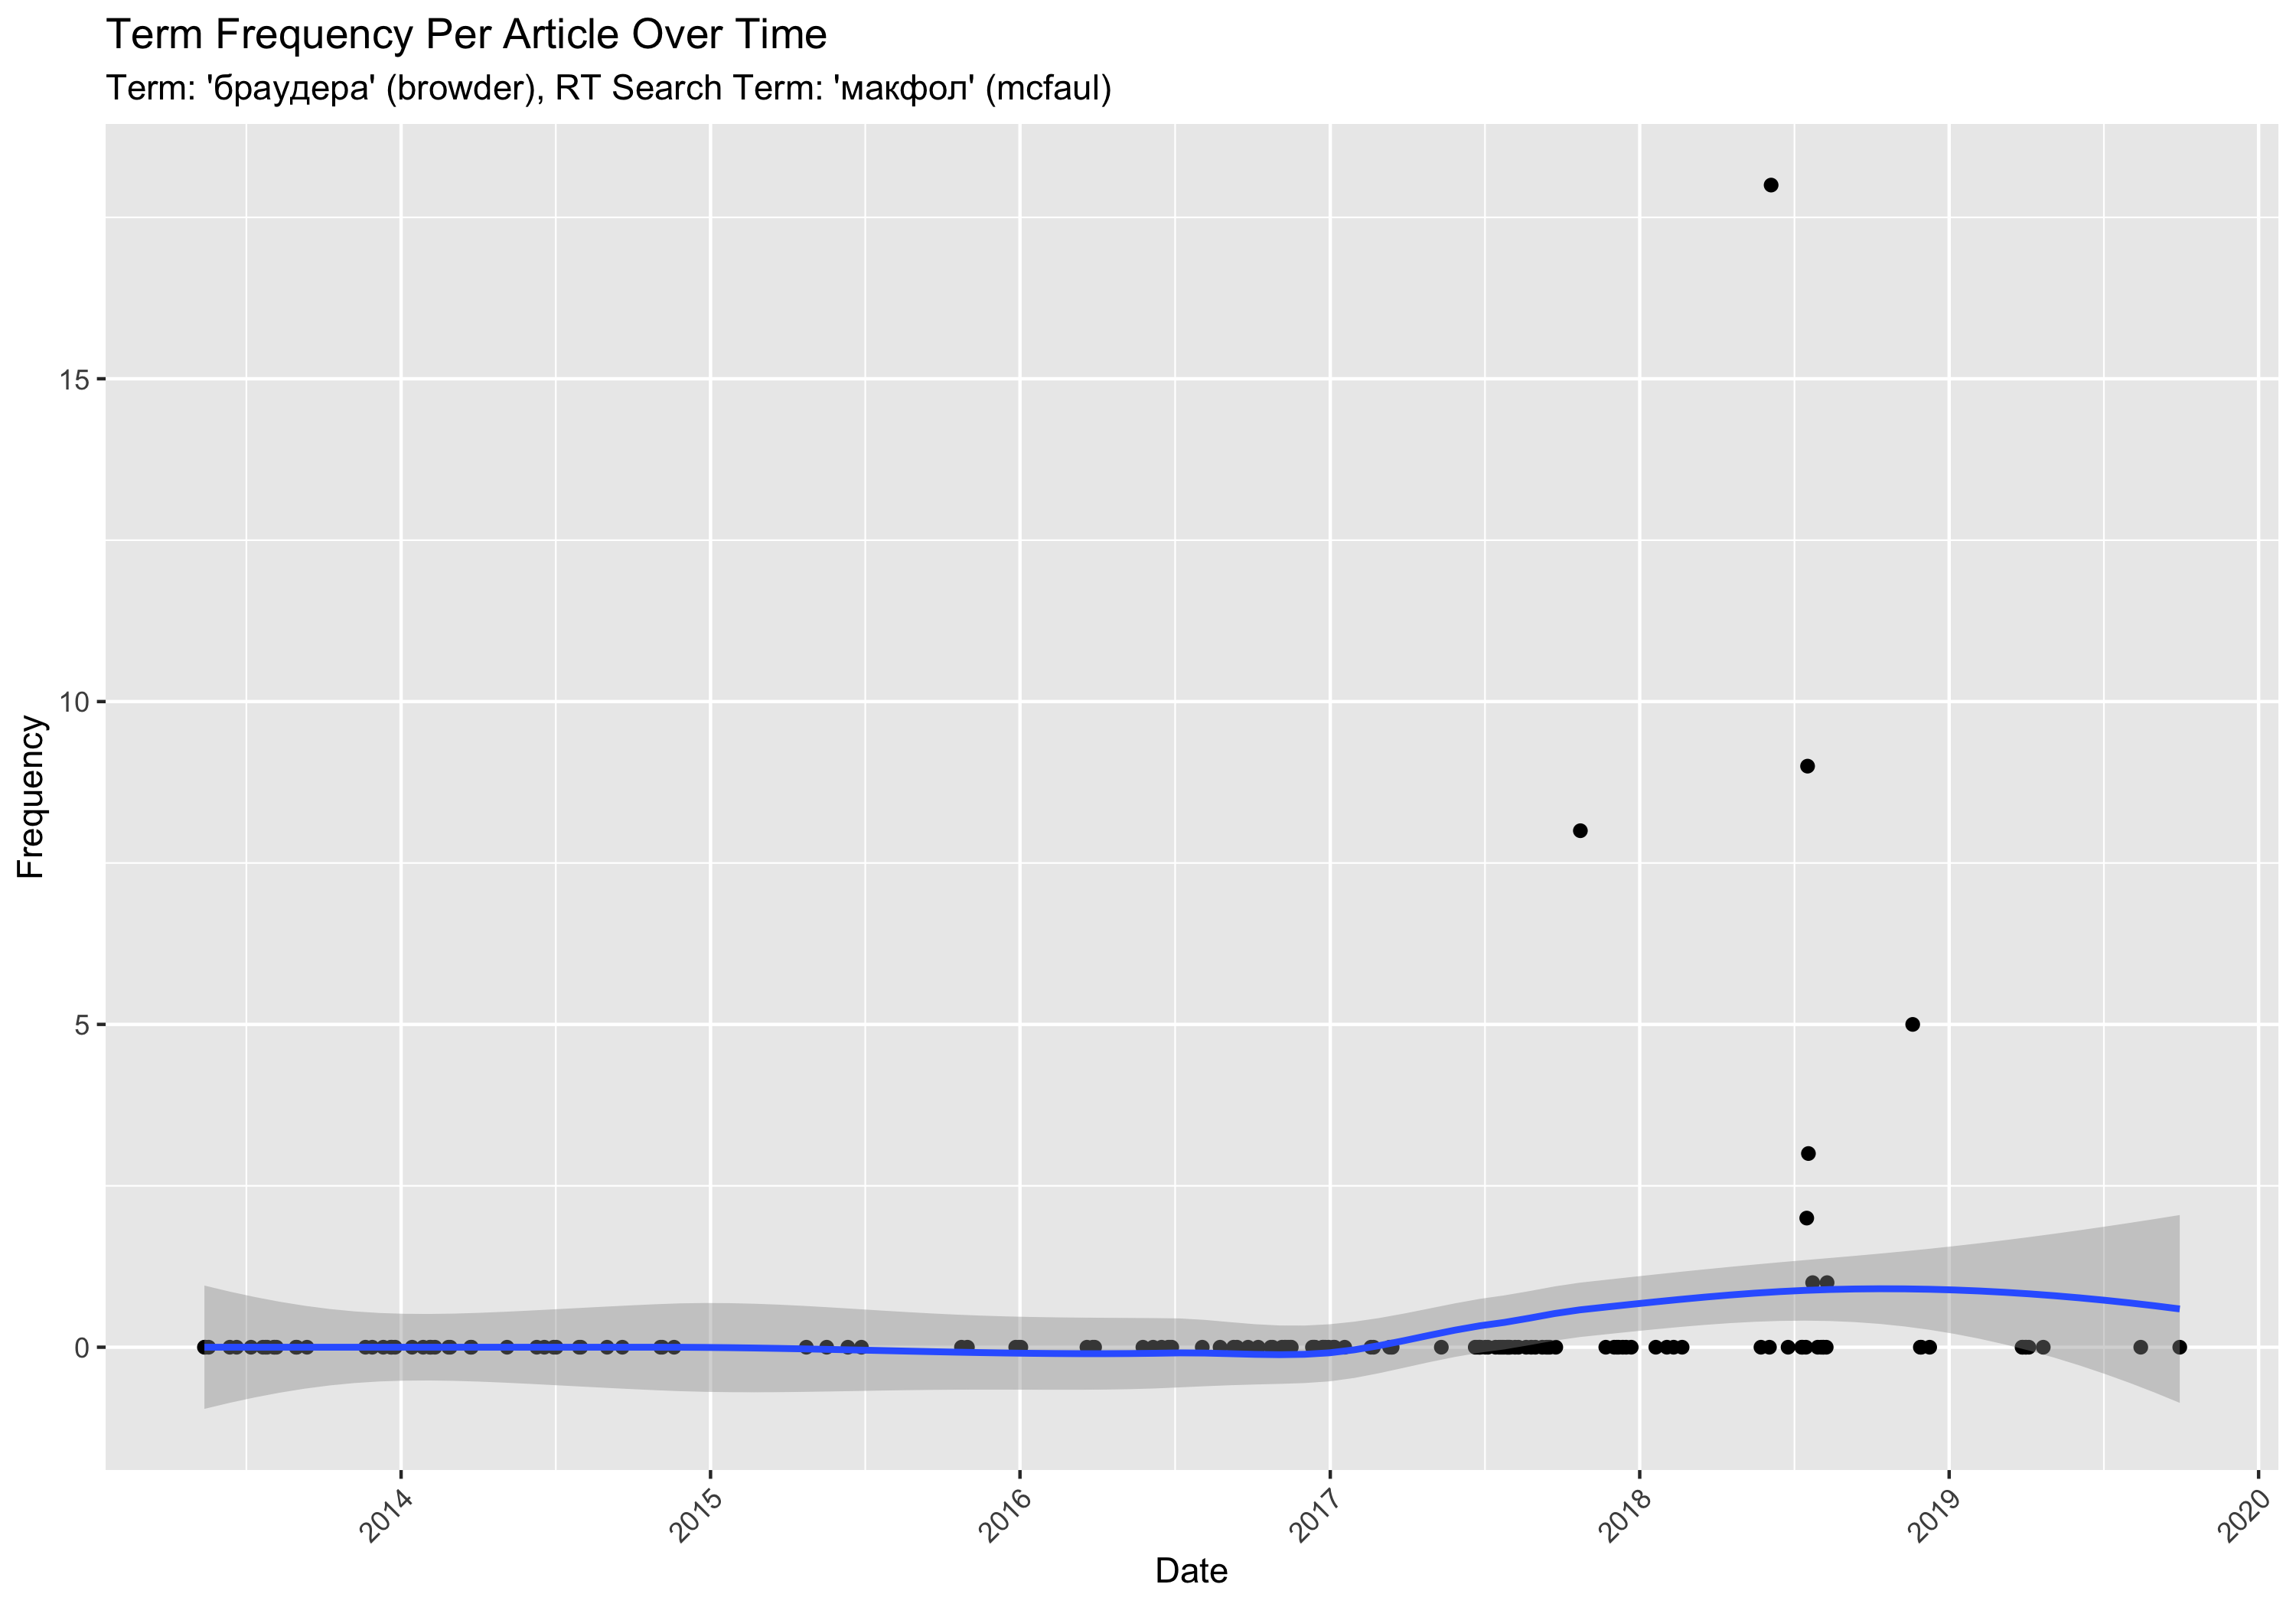 Term Frequency Per Article Over Time
Term: 'браудера' (browder), RT Search Term: 'макфол' (mcfaul)
Frequency
15
10
5
0
2014 2015 2016 2017 2018 2019 2020
Date